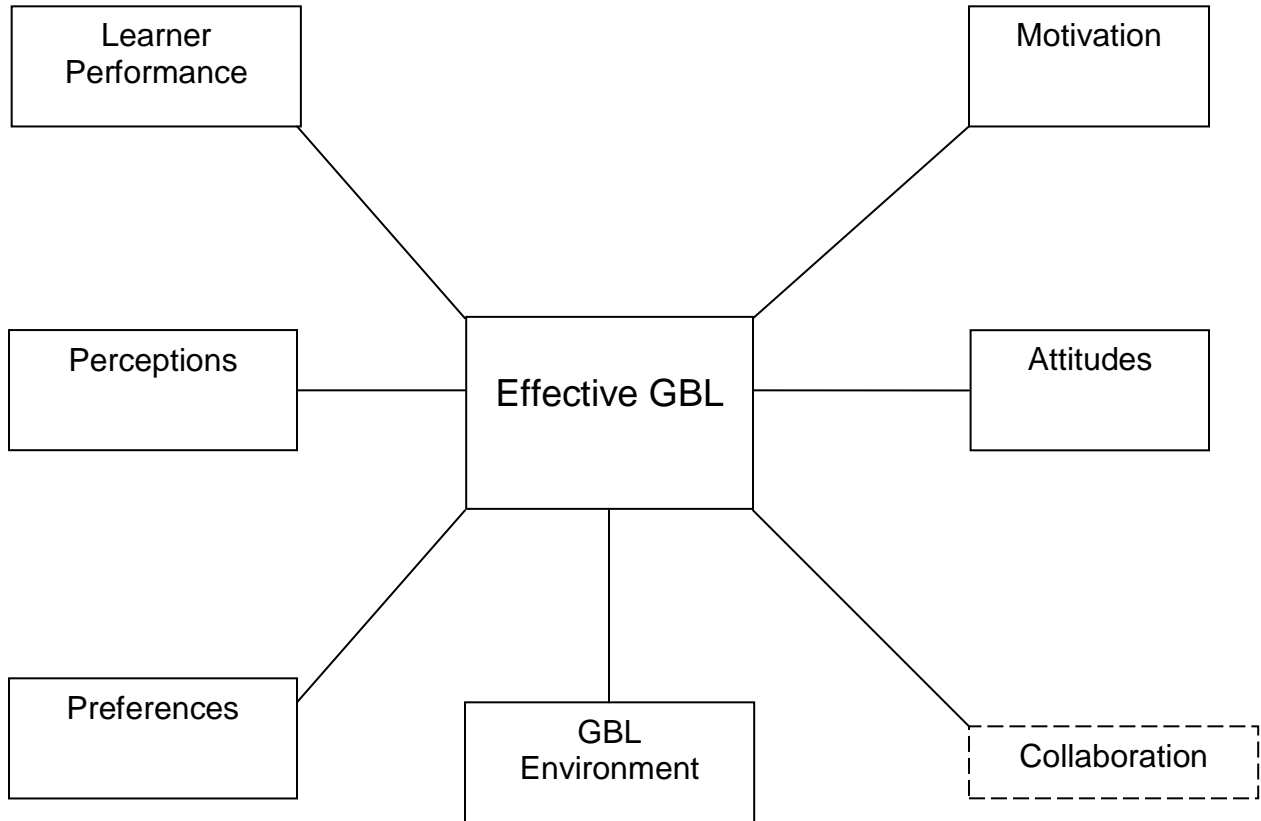 Learner
Performance
Motivation
Perceptions
Effective GBL
Attitudes
Preferences
GBL
Environment
Collaboration